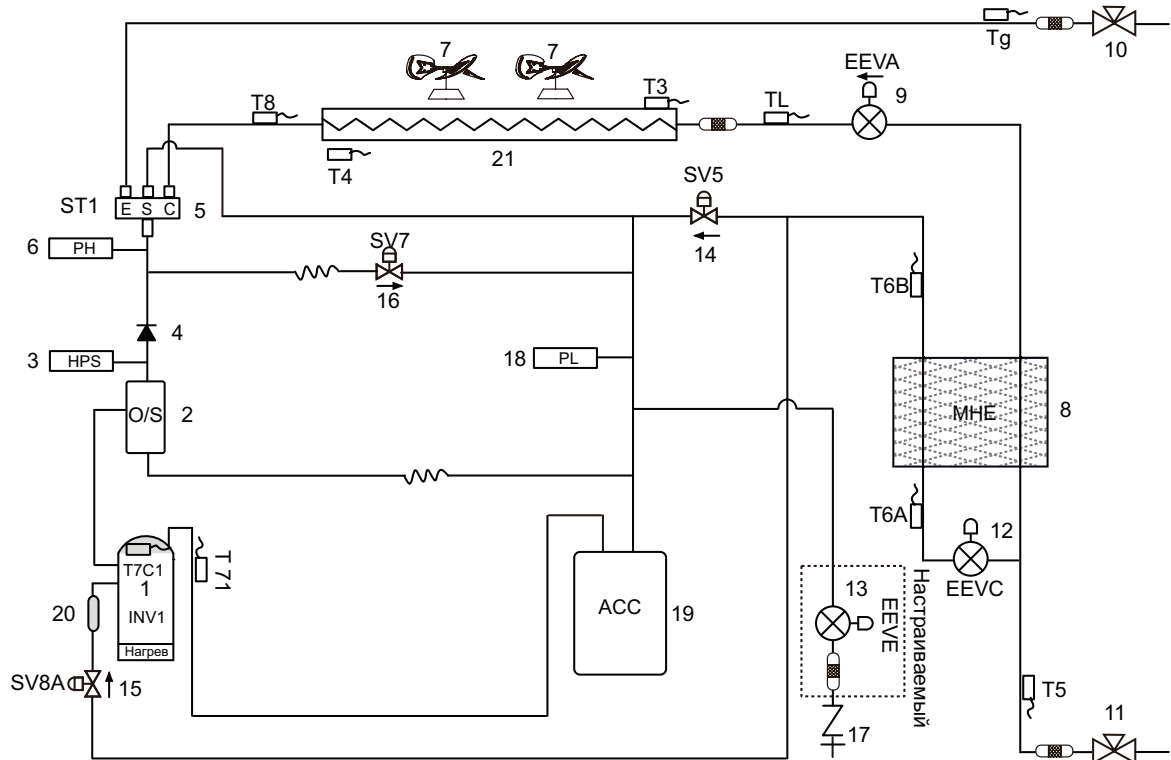 Tg
10
7
7
EEVA
9
T8
T3
TL
T4
21
ST1
E S C
5
SV5
14
6
PH
SV7
16
T6B
4
3
HPS
18
PL
O/S
2
MHE
8
T6A
12
EEVC
T7C1
1
INV1
Нагрев
T 71
20
ACC
19
13
EEVE
Настраиваемый
SV8A
15
17
T5
11